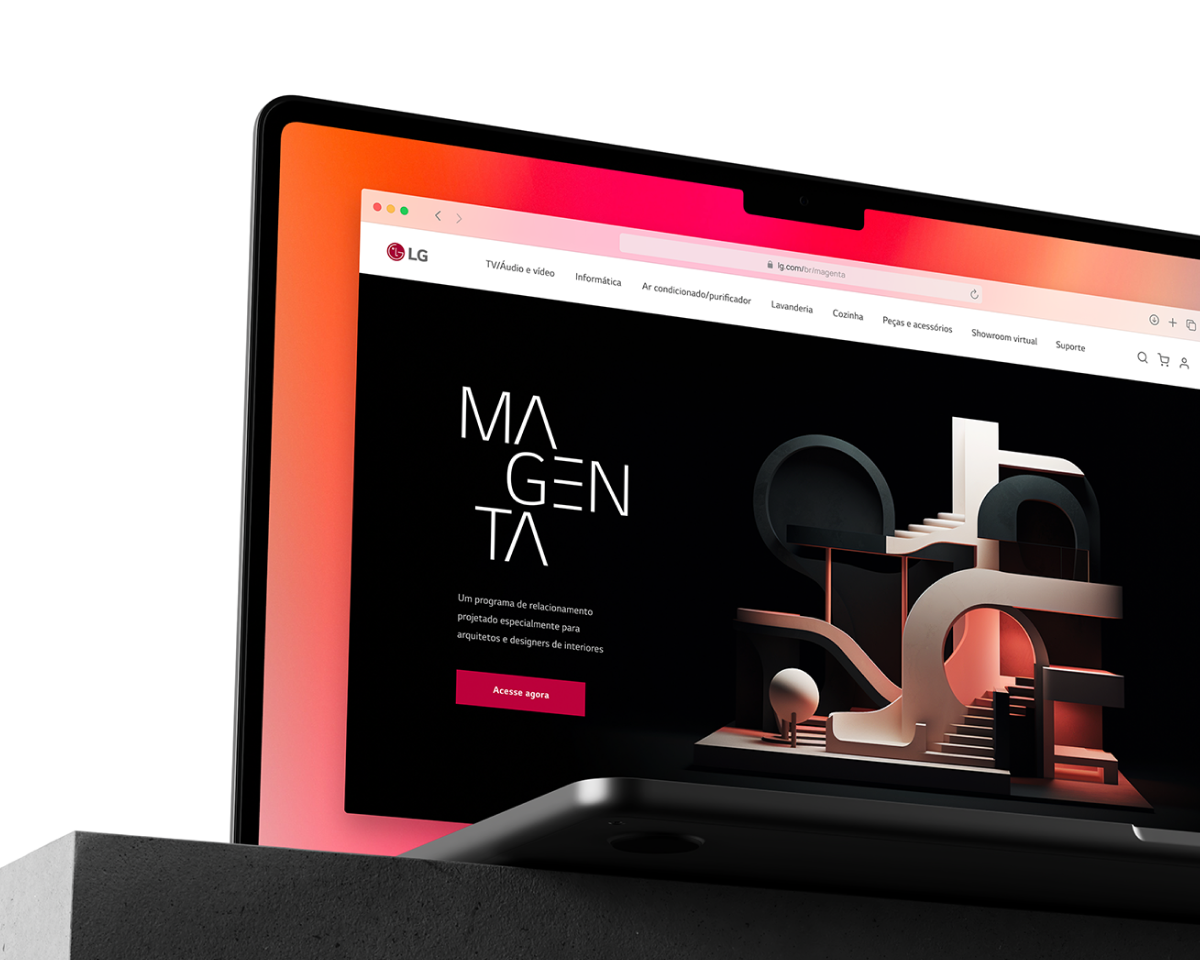 lg.com/br/magenta
LG
TV/Áudio e vídeo
Informática
Ar condicionado/purificador
Lavanderia
Cozinha
Peças e acessórios
Showroom virtual
Suporte
MA
GEN
TA
Um programa de relacionamento
projetado especialmente para
arquitetos e designers de interiores
Acesse agora